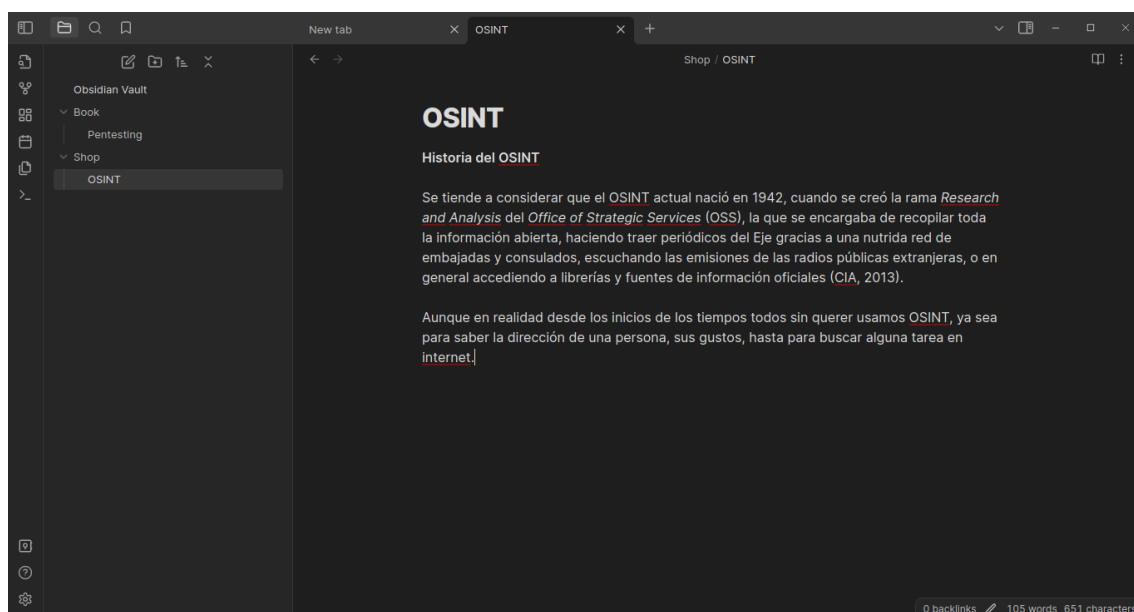 New tab
OSINT
Obsidian Vault
Book
Pentesting
Shop
OSINT
Shop / OSINT
OSINT
Historia del OSINT
Se tiende a considerar que el OSINT actual nació en 1942, cuando se creó la rama Research
and Analysis del Office of Strategic Services (OSS), la que se encargaba de recopilar toda
la información abierta, haciendo traer periódicos del Eje gracias a una nutrida red de
embajadas y consulados, escuchando las emisiones de las radios públicas extranjeras, o en
general accediendo a librerías y fuentes de información oficiales (CIA, 2013).
Aunque en realidad desde los inicios de los tiempos todos sin querer usamos OSINT, ya sea
para saber la dirección de una persona, sus gustos, hasta para buscar alguna tarea en
internet.
0 backlinks 105 words 651 characters